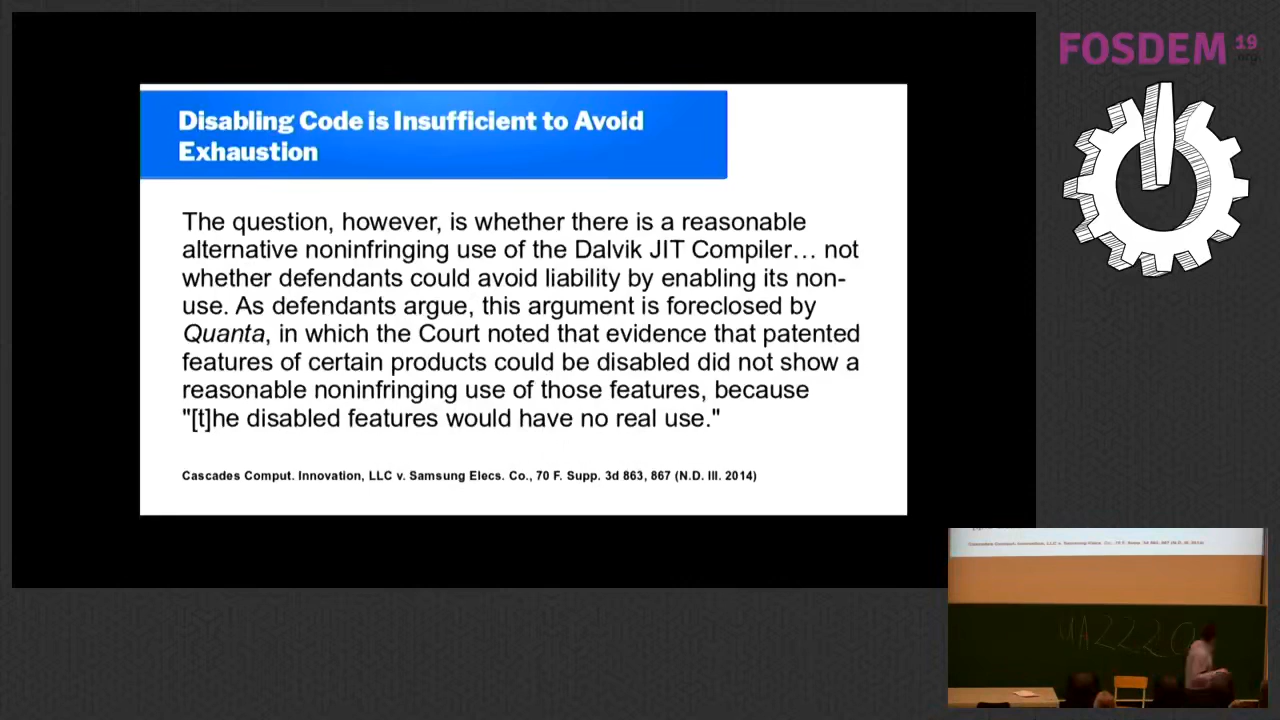 Disabling Code is Insufficient to Avoid
Exhaustion
The question, however, is whether there is a reasonable
alternative noninfringing use of the Dalvik JIT Compiler… not
whether defendants could avoid liability by enabling its non-
use. As defendants argue, this argument is foreclosed by
Quanta, in which the Court noted that evidence that patented
features of certain products could be disabled did not show a
reasonable noninfringing use of those features, because
"[t]he disabled features would have no real use."
Cascades Comput. Innovation, LLC v. Samsung Elecs. Co., 70 F. Supp. 3d 863, 867 (N.D. Ill. 2014)
FOSDEM 19
.org